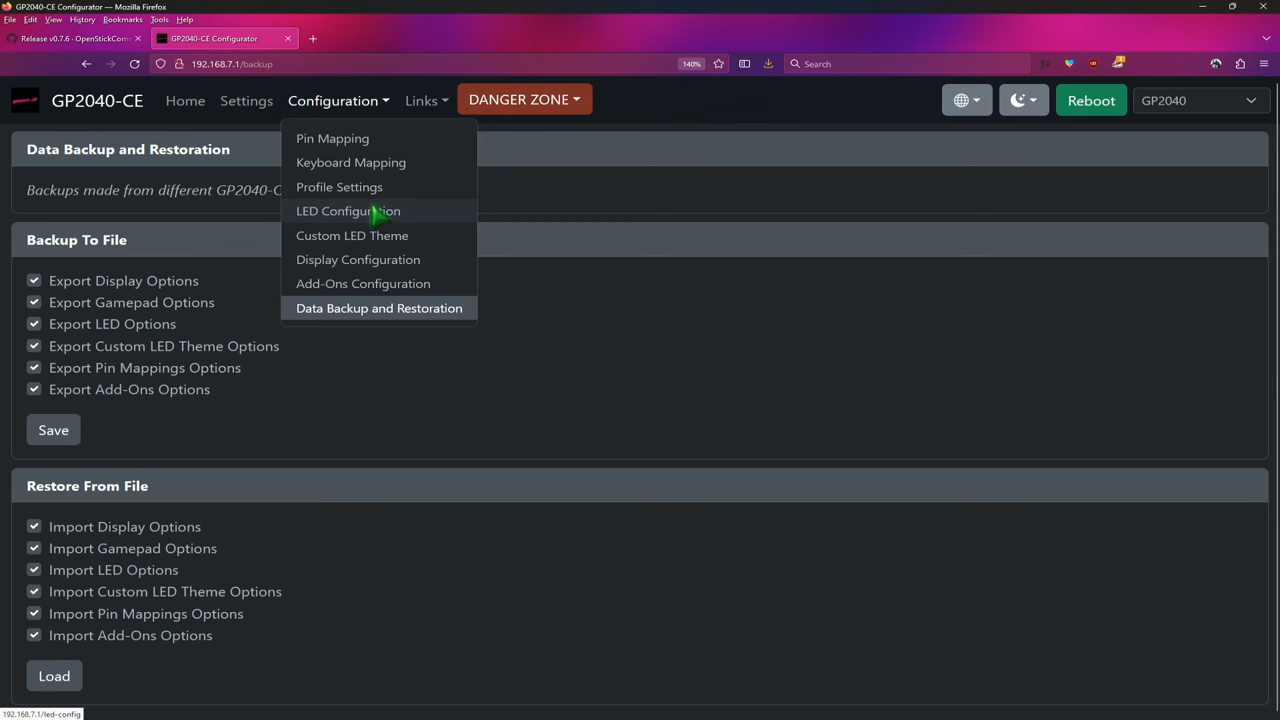 GP2040-CE Configurator — Mozilla Firefox
File Edit View History Bookmarks Tools Help
Release v0.7.6 · OpenStickCom
GP2040-CE Configurator
192.168.7.1/backup
140%
Search
GP2040-CE
Home
Settings
Configuration
Links
DANGER ZONE
Reboot
GP2040
Pin Mapping
Keyboard Mapping
Profile Settings
LED Configuration
Custom LED Theme
Display Configuration
Add-Ons Configuration
Data Backup and Restoration
Data Backup and Restoration
Backups made from different GP2040-C
Backup To File
Export Display Options
Export Gamepad Options
Export LED Options
Export Custom LED Theme Options
Export Pin Mappings Options
Export Add-Ons Options
Save
Restore From File
Import Display Options
Import Gamepad Options
Import LED Options
Import Custom LED Theme Options
Import Pin Mappings Options
Import Add-Ons Options
Load
192.168.7.1/led-config